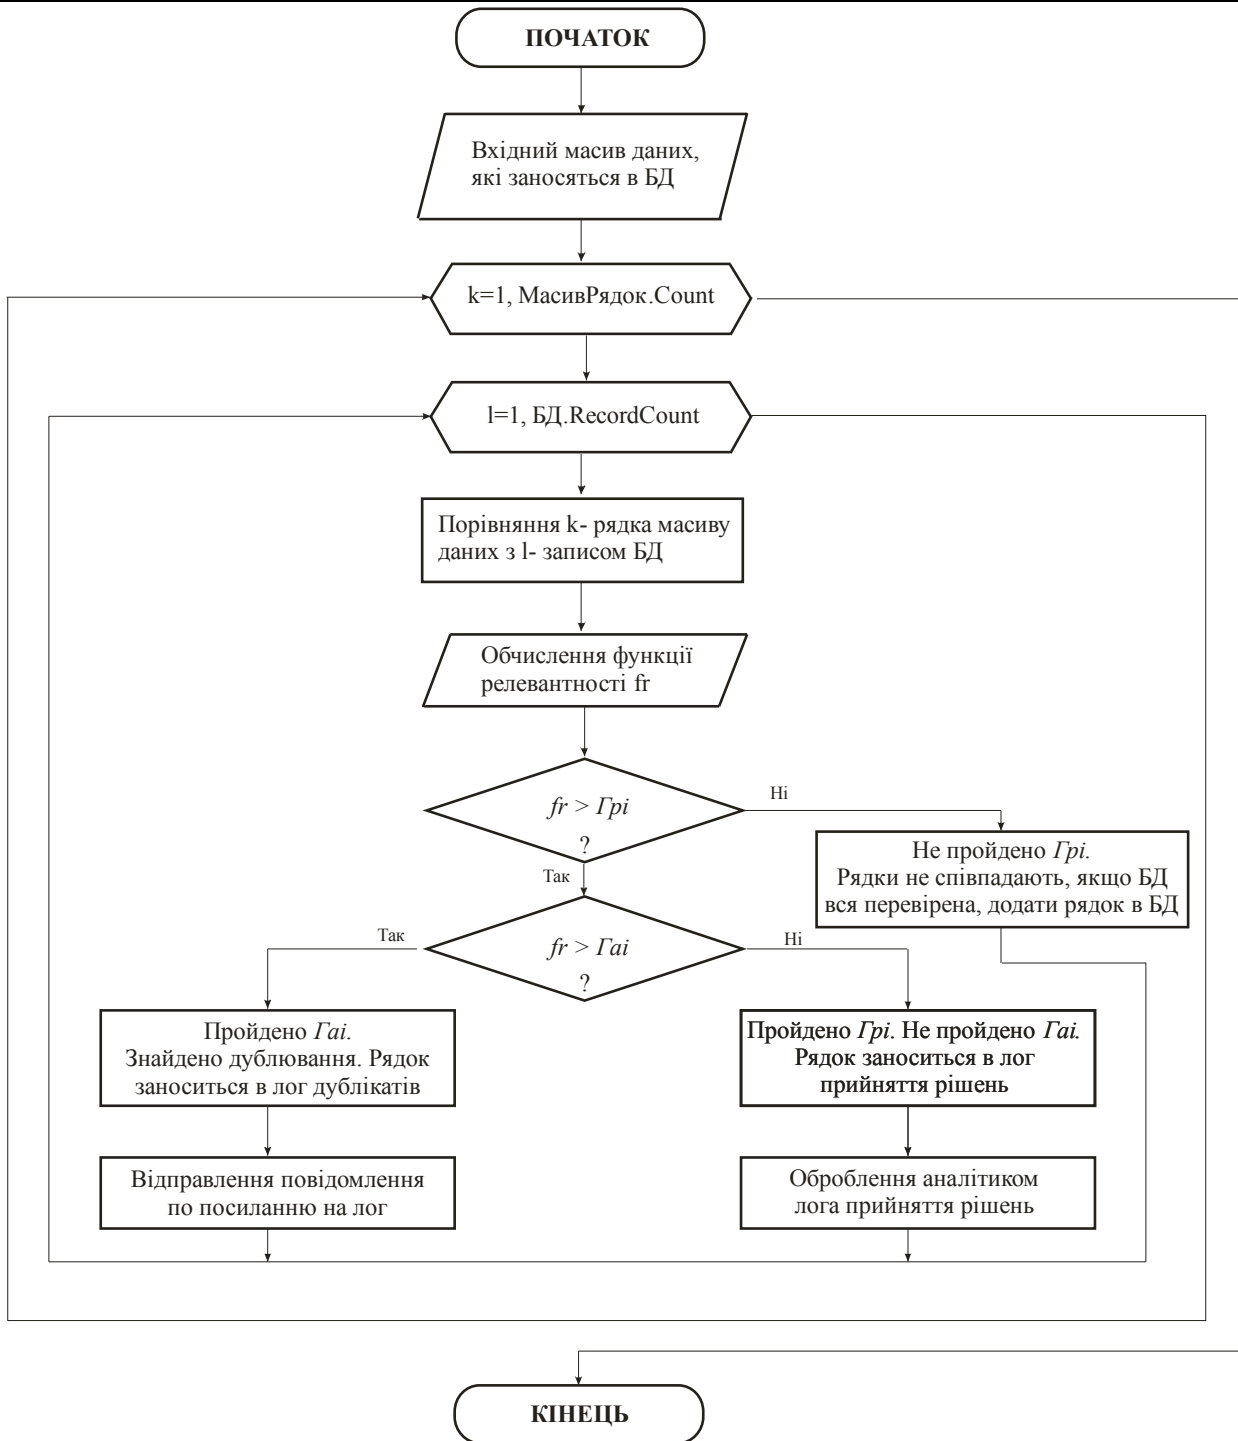 ПОЧАТОК
Вхідний масив даних,
які заносяться в БД
k=1, МасивРядок.Count
l=1, БД.RecordCount
Порівняння k- рядка масиву
даних з l- записом БД
Обчислення функції
релевантності fr
fr > Грі
?
Ні
Не пройдено Грі.
Рядки не співпадають, якщо БД
вся перевірена, додати рядок в БД
Так
fr > Гаі
?
Так
Ні
Пройдено Гаі.
Знайдено дублювання. Рядок
заноситься в лог дублікатів
Пройдено Грі. Не пройдено Гаі.
Рядок заноситься в лог
прийняття рішень
Відправлення повідомлення
по посиланню на лог
Оброблення аналітиком
лога прийняття рішень
КІНЕЦЬ